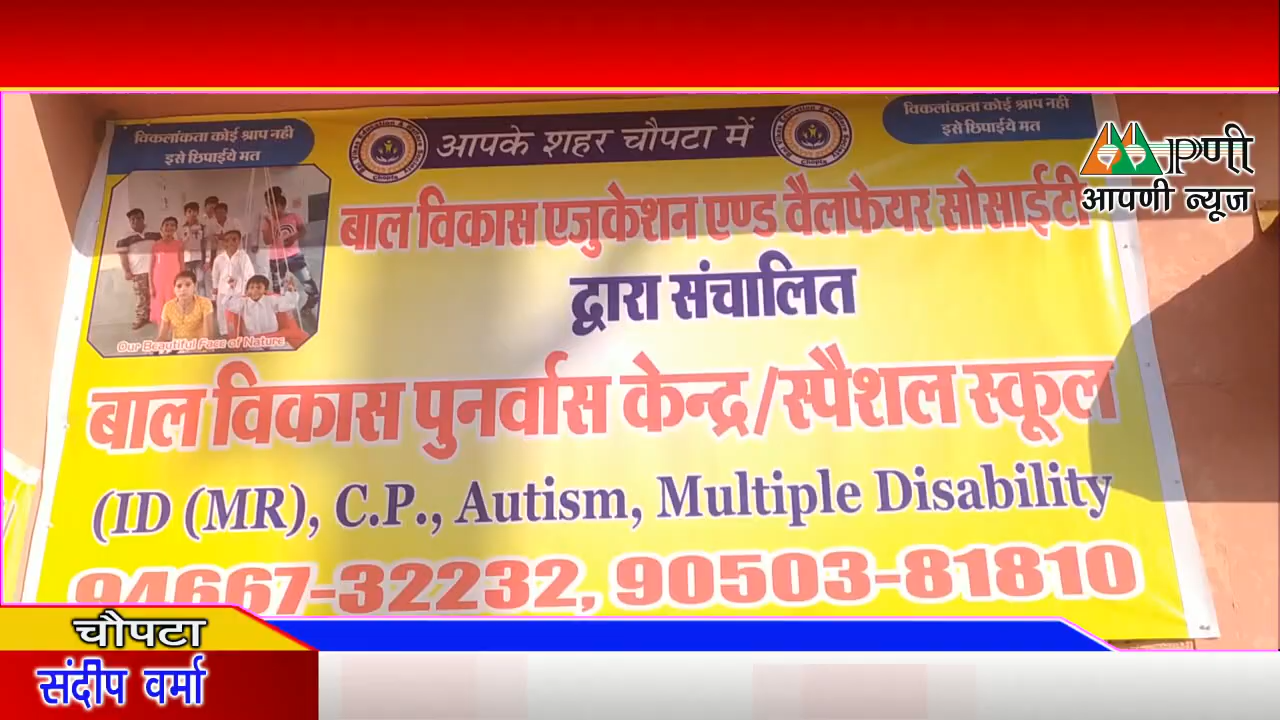 विकलांकता कोई श्राप नही
इसे छिपाईये मत
आपके शहर चौपटा में
विकलांकता कोई श्राप नही
इसे छिपाईये मत
Mपणी
आपणी न्यूज
बाल विकास एजुकेशन एण्ड वैलफेयर सोसाईटी
द्वारा संचालित
Our Beautiful Face of Nature
बाल विकास पुनर्वास केन्द्र/स्पैशल स्कूल
(ID (MR), C.P., Autism, Multiple Disability
94667-32232, 90503-81810
चौपटा
संदीप वर्मा